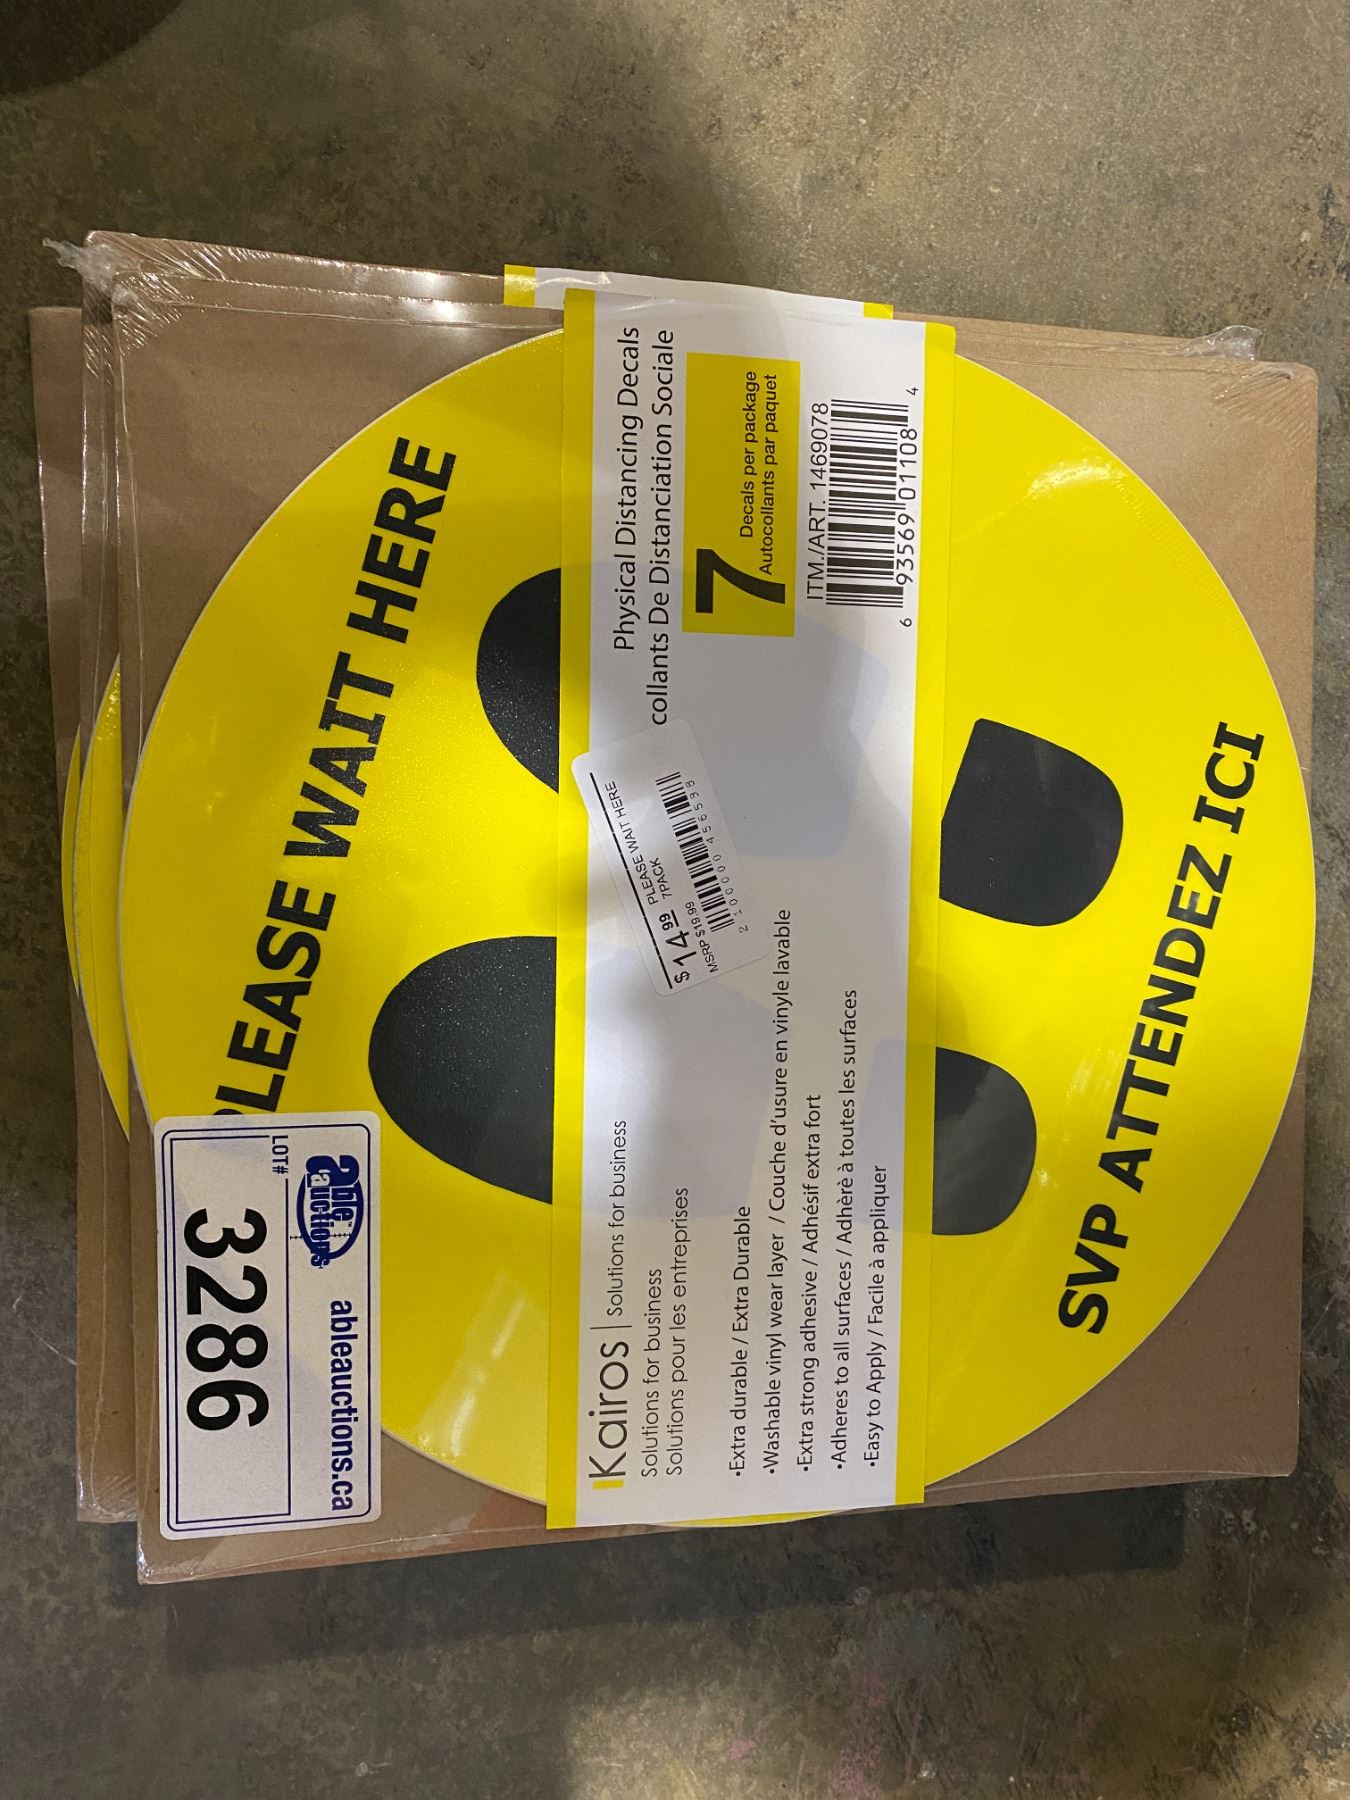 PLEASE WAIT HERE
Kairos | Solutions for business
Solutions for business
Solutions pour les entreprises
•Extra durable / Extra Durable
•Washable vinyl wear layer / Couche d'usure en vinyle lavable
•Extra strong adhesive / Adhésif extra fort
•Adheres to all surfaces / Adhèrè à toutes les surfaces
•Easy to Apply / Facile à appliquer
$14.99 PLEASE WAIT HERE
7PACK
MSRP $19.99
Physical Distancing Decals
collants De Distanciation Sociale
7
Decals per package
Autocollants par paquet
ITM./ART. 1469078
6 93569 01108 4
SVP ATTENDEZ ICI
able auctions
ableauctions.ca
LOT#
3286